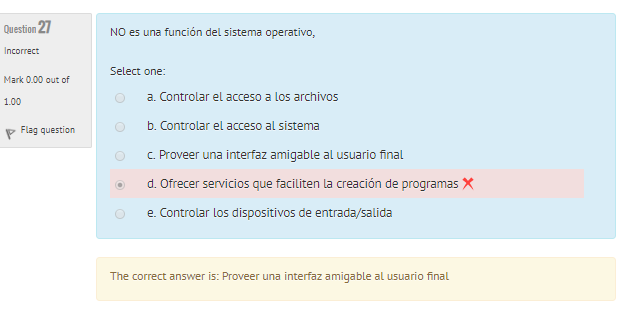 Question 27
Incorrect
Mark 0.00 out of
1.00
Flag question
NO es una función del sistema operativo,
Select one:
a. Controlar el acceso a los archivos
b. Controlar el acceso al sistema
c. Proveer una interfaz amigable al usuario final
d. Ofrecer servicios que faciliten la creación de programas
e. Controlar los dispositivos de entrada/salida
The correct answer is: Proveer una interfaz amigable al usuario final